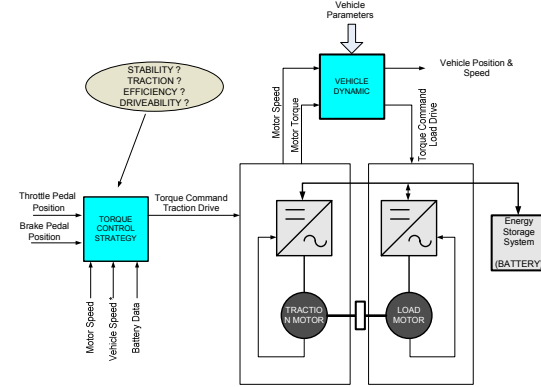 Vehicle
Parameters
STABILITY ?
TRACTION ?
EFFICIENCY ?
DRIVEABILITY ?
VEHICLE
DYNAMIC
Vehicle Position &
Speed
Motor Speed
Motor Torque
Torque Command
Load Drive
Throttle Pedal
Position
Brake Pedal
Position
TORQUE
CONTROL
STRATEGY
Torque Command
Traction Drive
Motor Speed
Vehicle Speed *
Battery Data
Energy
Storage
System
(BATTERY)
TRACTIO
N MOTOR
LOAD
MOTOR